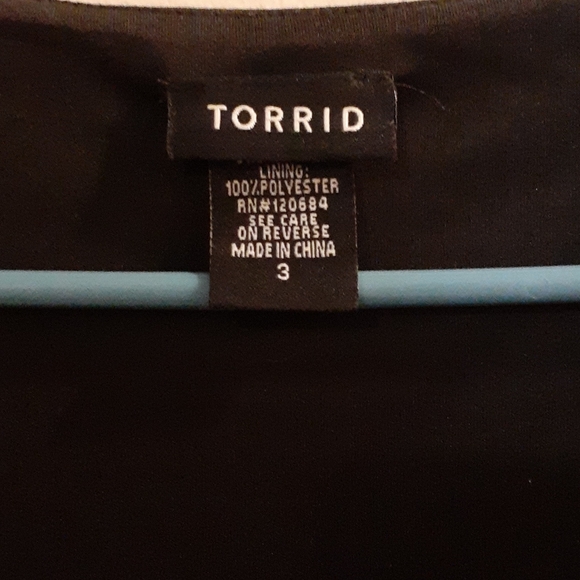 TORRID
LINING:
100%POLYESTER
RN#120684
SEE CARE
ON REVERSE
MADE IN CHINA
3